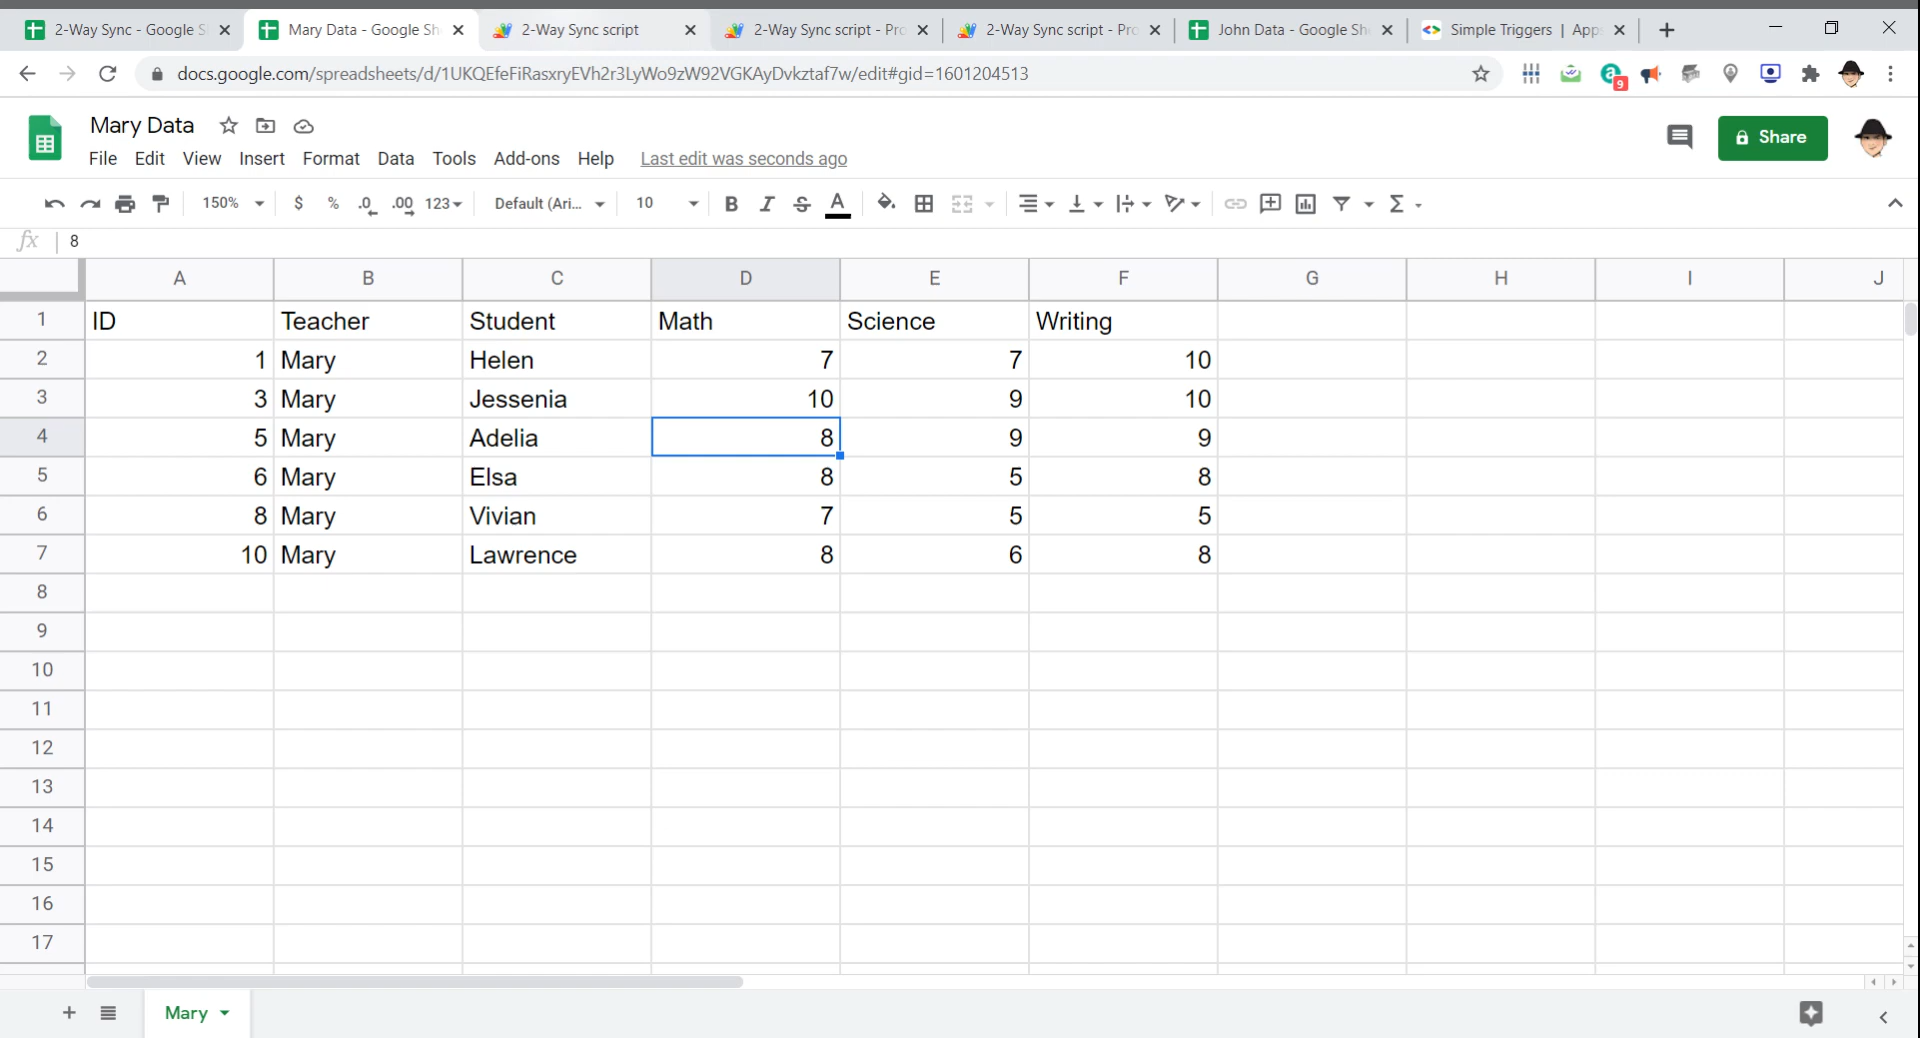 2-Way Sync - Google S
Mary Data - Google Sh
2-Way Sync script
2-Way Sync script - Pro
2-Way Sync script - Pro
John Data - Google Sh
Simple Triggers | Apps
docs.google.com/spreadsheets/d/1UKQEfeFiRasxryEVh2r3LyWo9zW92VGKAyDvkztaf7w/edit#gid=1601204513
9
Mary Data
File Edit View Insert Format Data Tools Add-ons Help Last edit was seconds ago
Share
150% $ % .0 .00 123 Default (Ari... 10 B I S A Σ
fx 8
A B C D E F G H I J
1 ID Teacher Student Math Science Writing
2 1 Mary Helen 7 7 10
3 3 Mary Jessenia 10 9 10
4 5 Mary Adelia 8 9 9
5 6 Mary Elsa 8 5 8
6 8 Mary Vivian 7 5 5
7 10 Mary Lawrence 8 6 8
8
9
10
11
12
13
14
15
16
17
Mary